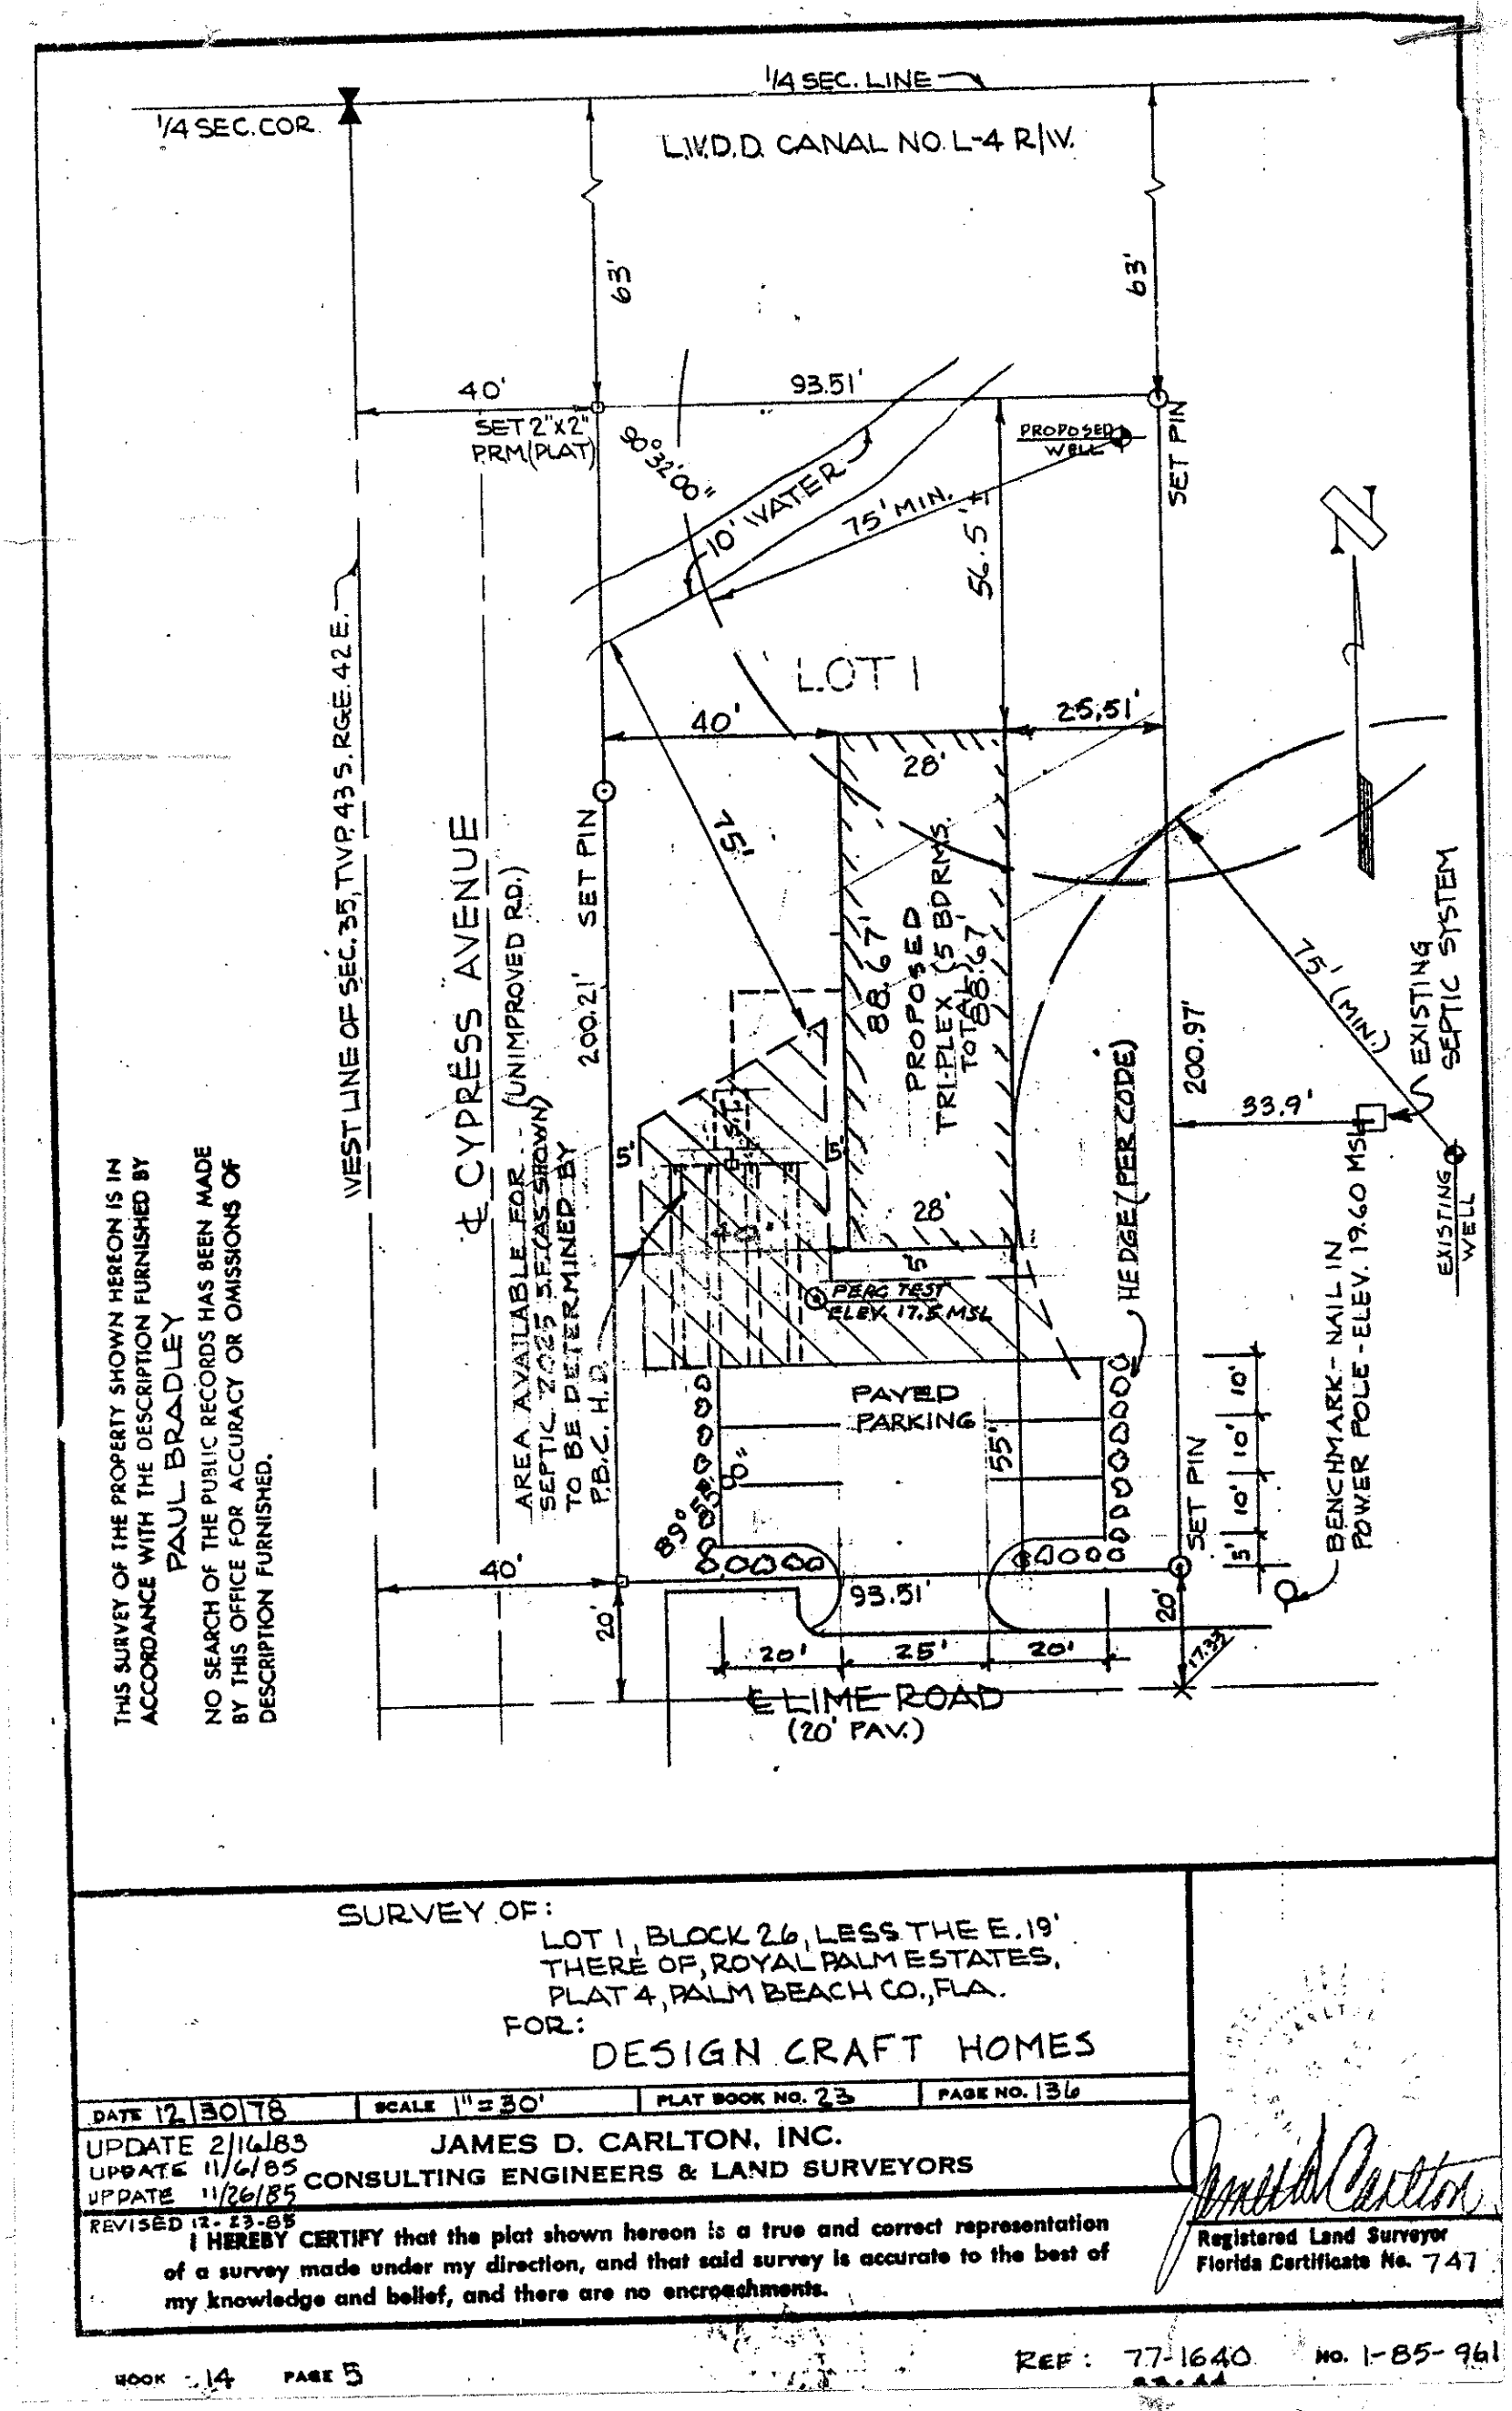 1/4 SEC. LINE
1/4 SEC. COR.
L.W.D.D. CANAL NO. L-4 R/W.
63'
63'
40'
93.51'
SET 2"X2"
P.R.M.(PLAT)
90°32'00"
PROPOSED
WELL
SET PIN
10' WATER
75' MIN.
56.5'±
WEST LINE OF SEC. 35, TWP. 43 S. RGE. 42 E.
LOT 1
40'
25.51'
28'
75'
℄ CYPRESS AVENUE
(UNIMPROVED RD.)
200.21' SET PIN
88.67'
PROPOSED
TRI-PLEX (5 BDRMS.
TOTAL)
88.67'
200.97'
75' (MIN.)
EXISTING
SEPTIC SYSTEM
33.9'
EXISTING
WELL
S.T.
5'
5'
28'
5'
AREA AVAILABLE FOR
SEPTIC 2025 S.F. (AS SHOWN)
TO BE DETERMINED BY
P.B.C. H.D.
PERC TEST
ELEV. 17.5 MSL
HEDGE (PER CODE)
PAVED
PARKING
55'
89°55'00"
SET PIN
5' 10' 10' 10'
BENCHMARK - NAIL IN
POWER POLE - ELEV. 19.60 MSL
40'
20'
93.51'
20'
17.33
20' 25' 20'
℄ LIME ROAD
(20' PAV.)
THIS SURVEY OF THE PROPERTY SHOWN HEREON IS IN
ACCORDANCE WITH THE DESCRIPTION FURNISHED BY
PAUL BRADLEY
NO SEARCH OF THE PUBLIC RECORDS HAS BEEN MADE
BY THIS OFFICE FOR ACCURACY OR OMISSIONS OF
DESCRIPTION FURNISHED.
SURVEY OF:
LOT 1, BLOCK 26, LESS THE E. 19'
THERE OF, ROYAL PALM ESTATES,
PLAT 4, PALM BEACH CO., FLA.
FOR:
DESIGN CRAFT HOMES
DATE 12/30/78 SCALE 1"=30' PLAT BOOK NO. 23 PAGE NO. 136
UPDATE 2/16/83
UPDATE 11/6/85
UPDATE 11/26/85
REVISED 12-23-85
JAMES D. CARLTON, INC.
CONSULTING ENGINEERS & LAND SURVEYORS
I HEREBY CERTIFY that the plat shown hereon is a true and correct representation
of a survey made under my direction, and that said survey is accurate to the best of
my knowledge and belief, and there are no encroachments.
James D Carlton
Registered Land Surveyor
Florida Certificate No. 747
BOOK 14 PAGE 5
REF: 77-1640 NO. 1-85-961